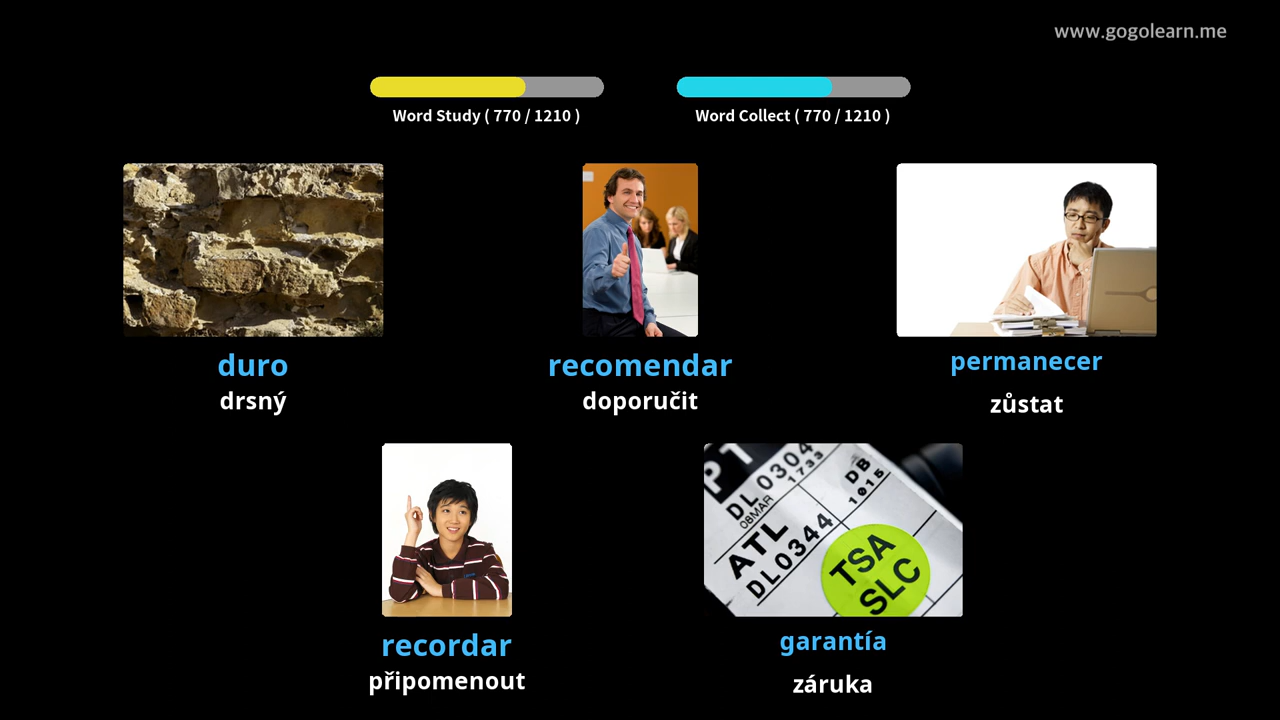 www.gogolearn.me
Word Study ( 770 / 1210 )
Word Collect ( 770 / 1210 )
duro
drsný
recomendar
doporučit
permanecer
zůstat
recordar
připomenout
garantía
záruka
P1
DL 0304
1733
08MAR
DB
1015
ATL
DL0344
TSA
SLC